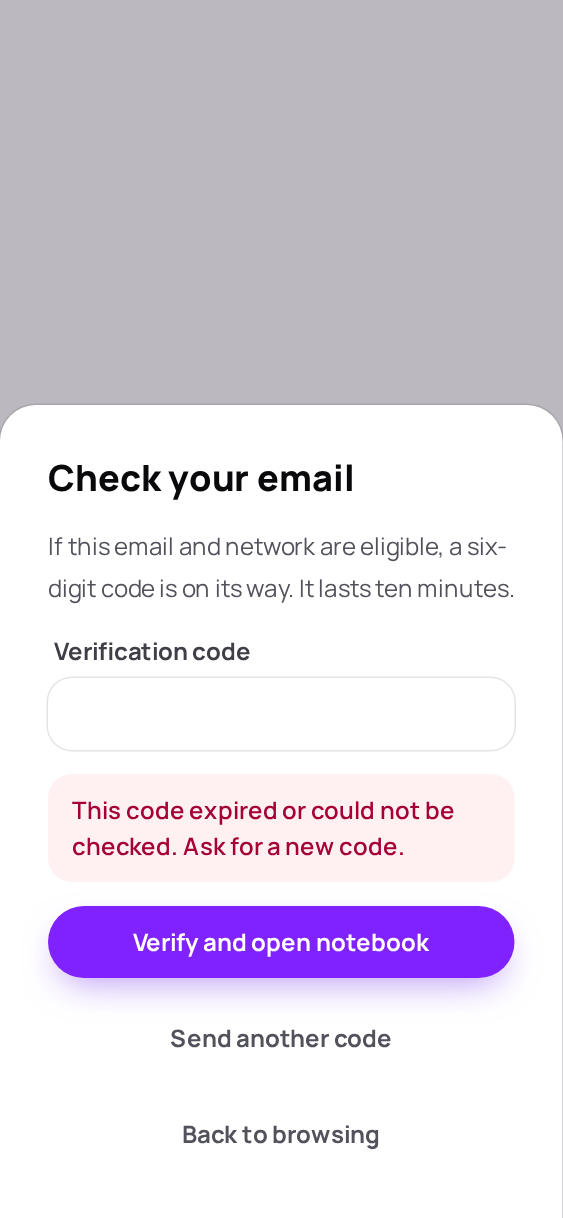 Check your email
If this email and network are eligible, a six-
digit code is on its way. It lasts ten minutes.
Verification code
This code expired or could not be
checked. Ask for a new code.
Verify and open notebook
Send another code
Back to browsing